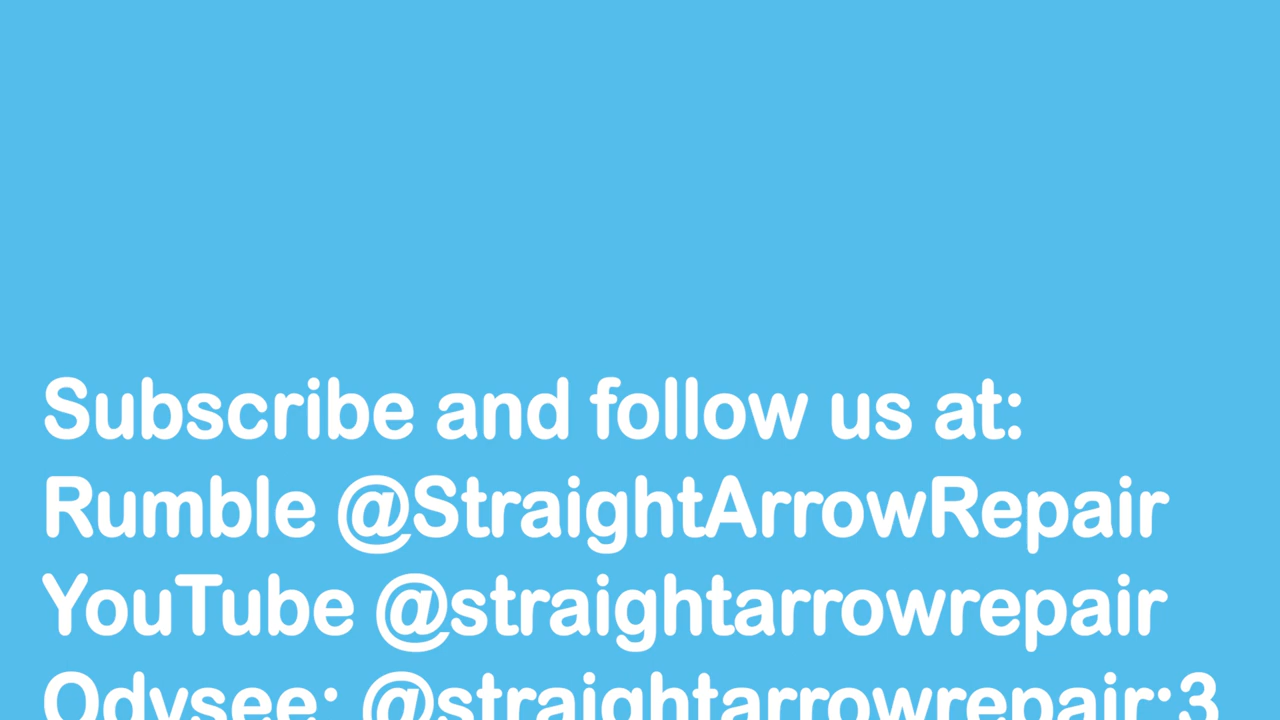 Subscribe and follow us at:
Rumble @StraightArrowRepair
YouTube @straightarrowrepair
Odysee: @straightarrowrepair:3